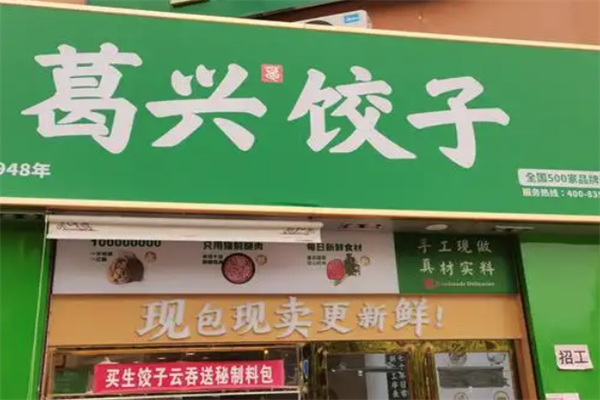 葛兴饺子
948年
全国500家品牌
服务热线：400-835
100000000
只用猪前腿肉
每日新鲜食材
手工现做
真材实料
现包现卖更新鲜！
买生饺子云吞送秘制料包
招工